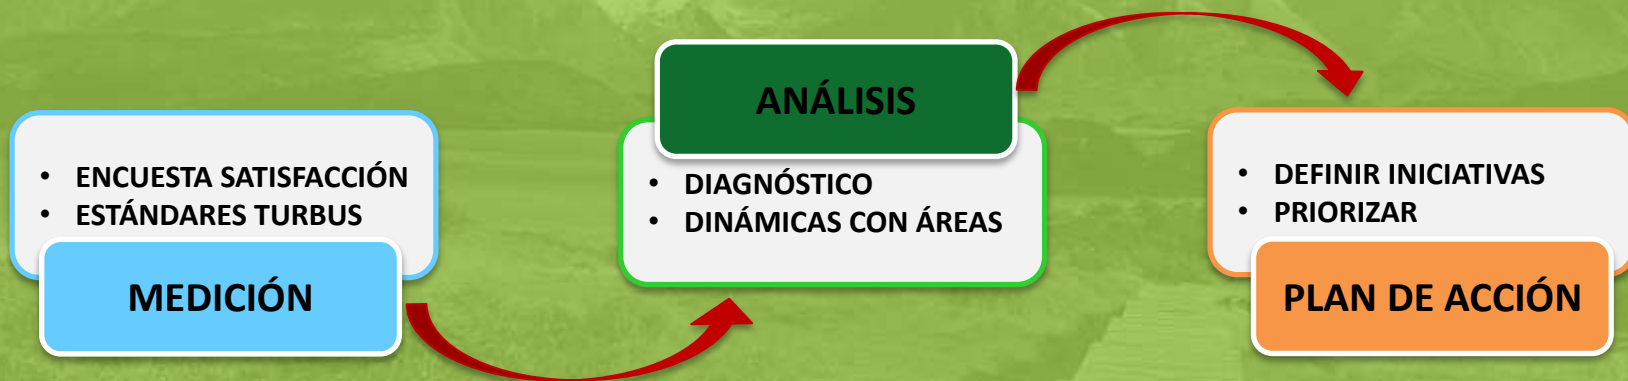 • ENCUESTA SATISFACCIÓN
• ESTÁNDARES TURBUS
MEDICIÓN
ANÁLISIS
• DIAGNÓSTICO
• DINÁMICAS CON ÁREAS
• DEFINIR INICIATIVAS
• PRIORIZAR
PLAN DE ACCIÓN